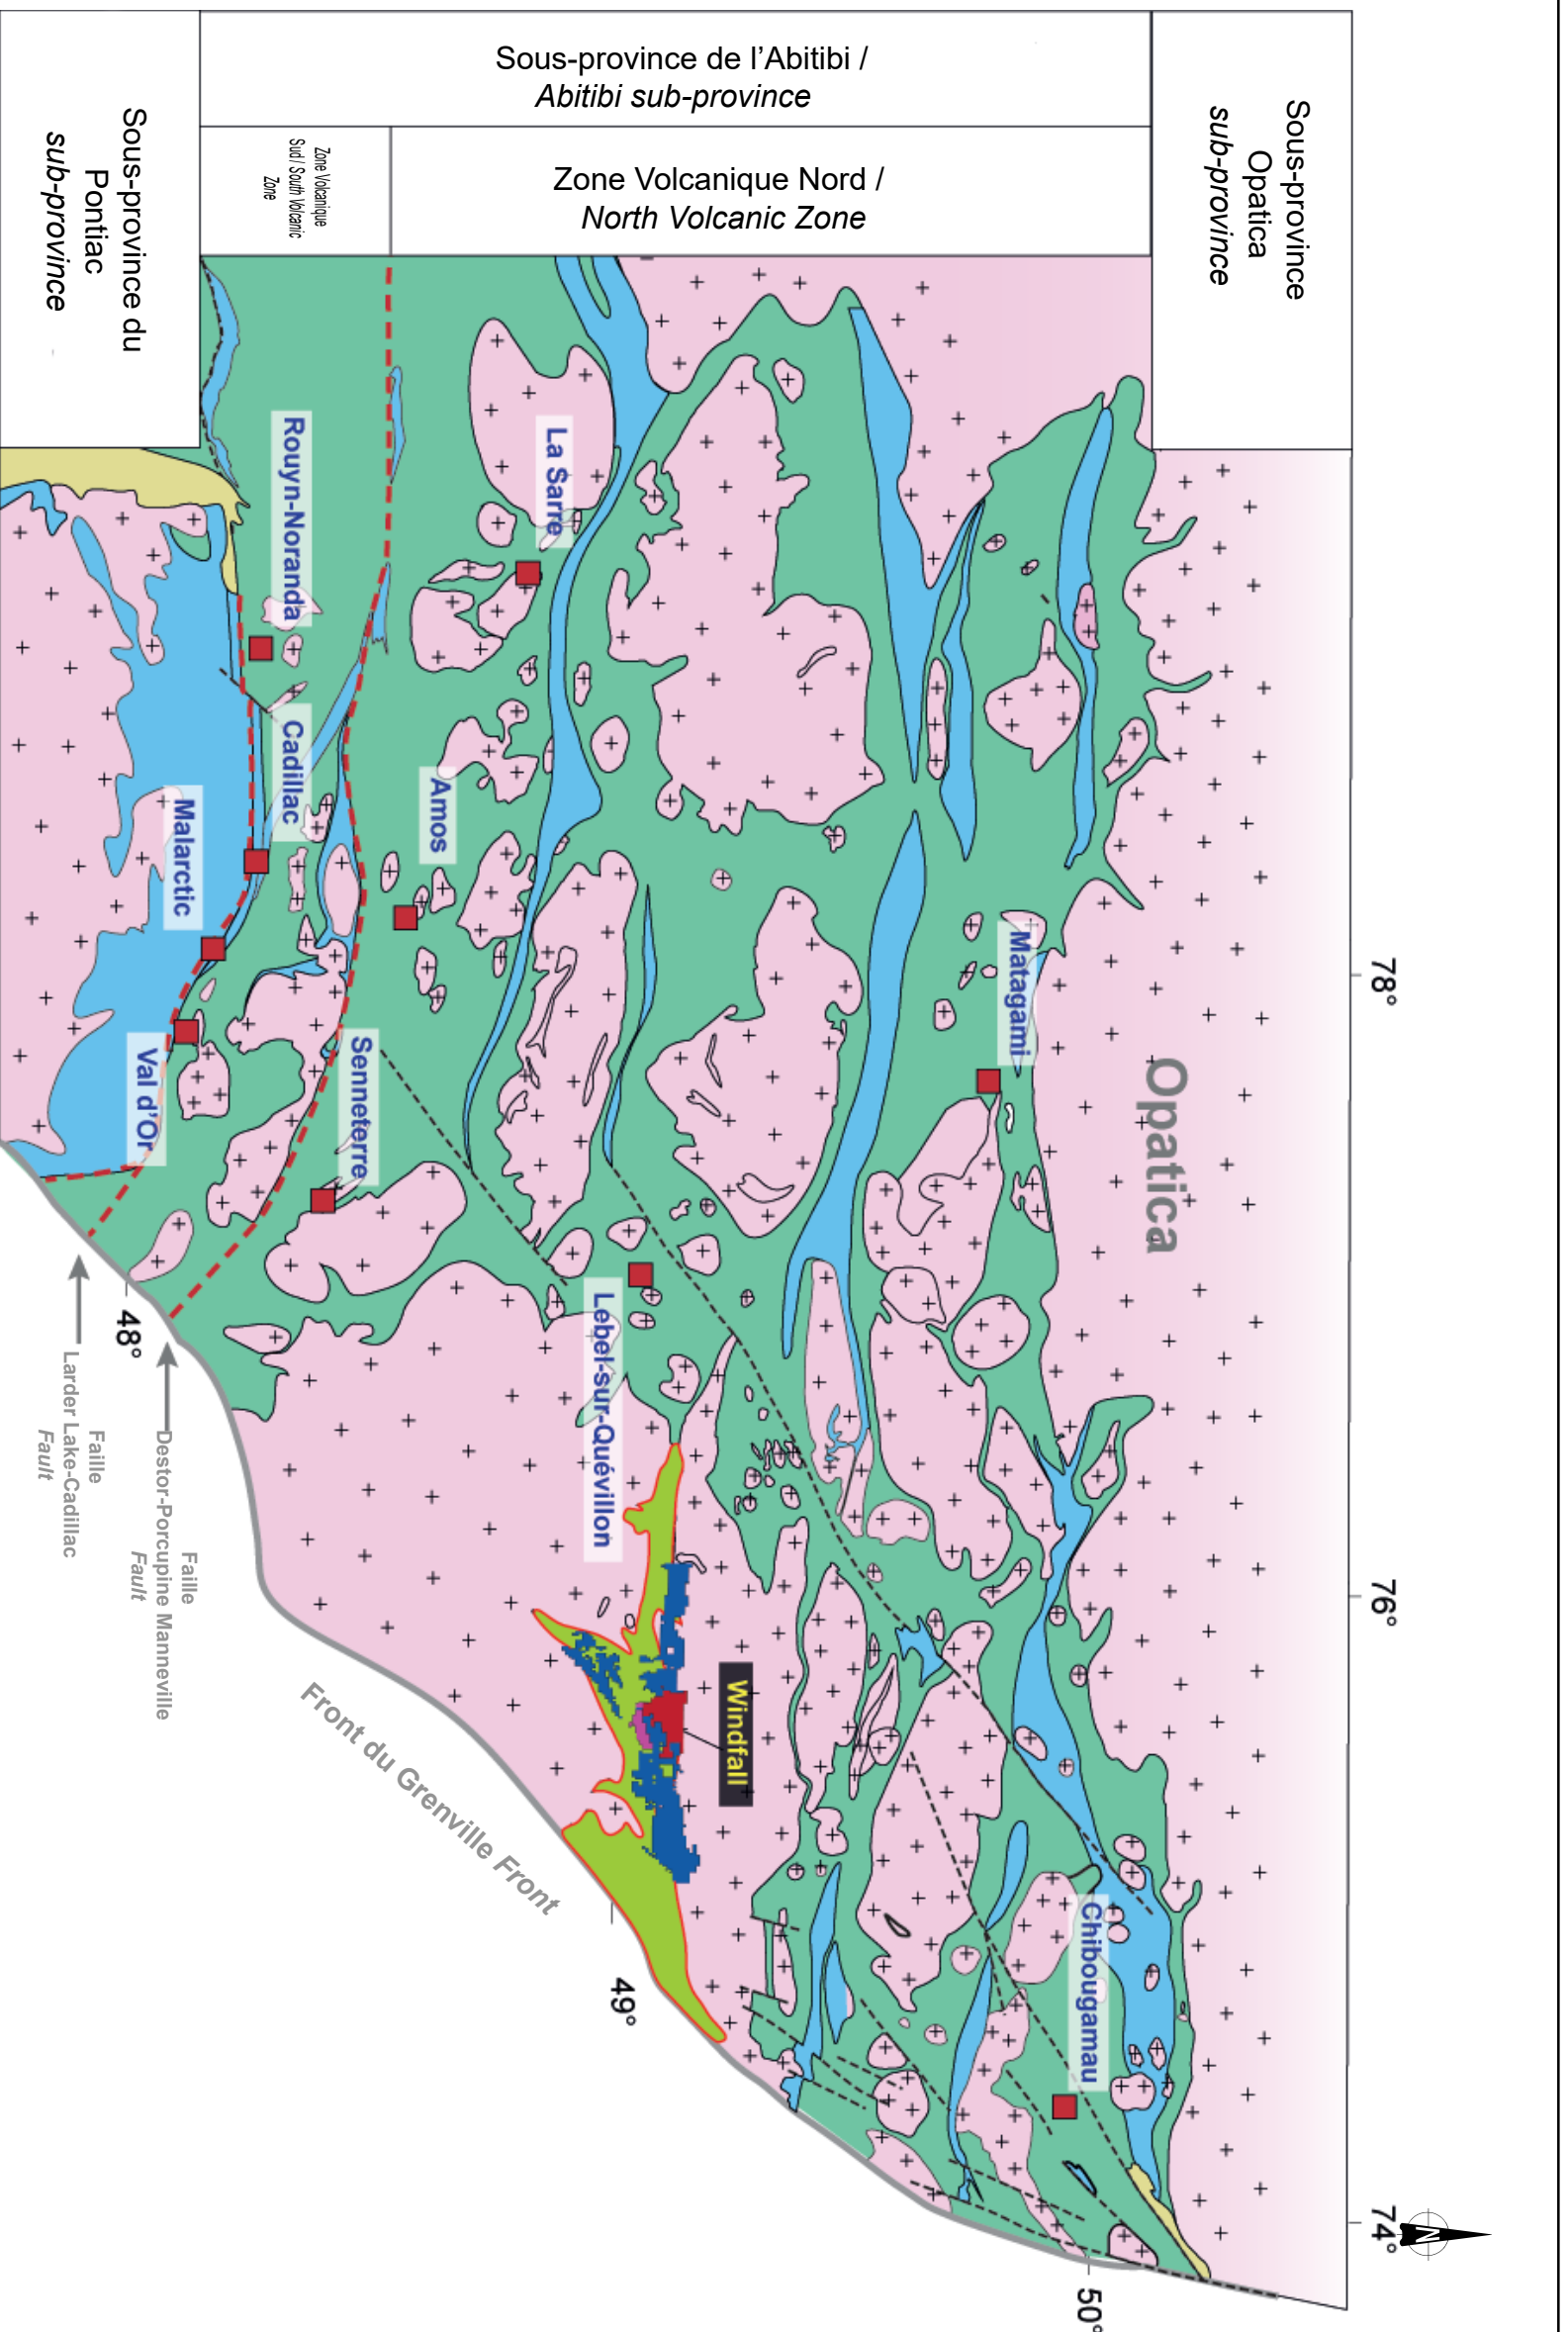 Sous-province de l'Abitibi /
Abitibi sub-province
Zone Volcanique Nord /
North Volcanic Zone
Zone Volcanique
Sud / South Volcanic
Zone
Sous-province
Opatica
sub-province
Sous-province du
Pontiac
sub-province
78°
76°
74°
N
Opatica
Matagami
Chibougamau
La Sarre
Rouyn-Noranda
Cadillac
Amos
Malarctic
Val d'Or
Senneterre
Lebel-sur-Quévillon
Windfall
48°
49°
50°
Faille
Larder Lake-Cadillac
Fault
Faille
Destor-Porcupine Manneville
Fault
Front du Grenville Front